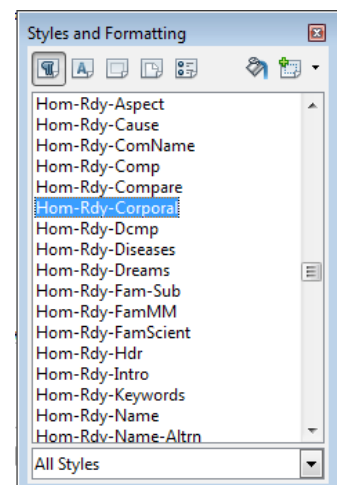 Styles and Formatting
Hom-Rdy-Aspect
Hom-Rdy-Cause
Hom-Rdy-ComName
Hom-Rdy-Comp
Hom-Rdy-Compare
Hom-Rdy-Corporal
Hom-Rdy-Dcmp
Hom-Rdy-Diseases
Hom-Rdy-Dreams
Hom-Rdy-Fam-Sub
Hom-Rdy-FamMM
Hom-Rdy-FamScient
Hom-Rdy-Hdr
Hom-Rdy-Intro
Hom-Rdy-Keywords
Hom-Rdy-Name
Hom-Rdy-Name-Altrn
All Styles